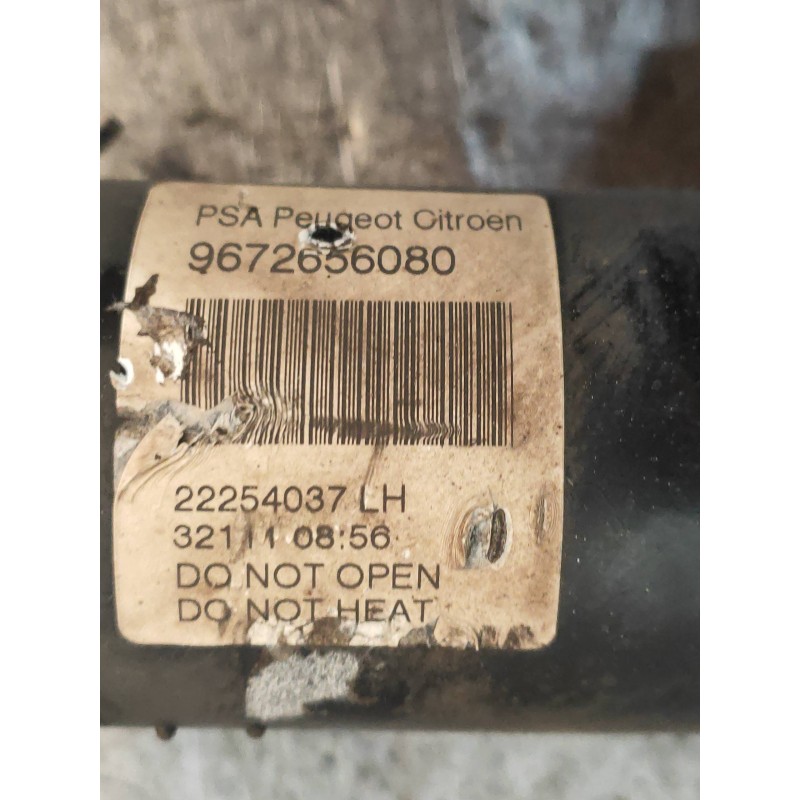 PSA Peugeot Citroen
9672656080
22254037 LH
32111 08:56
DO NOT OPEN
DO NOT HEAT